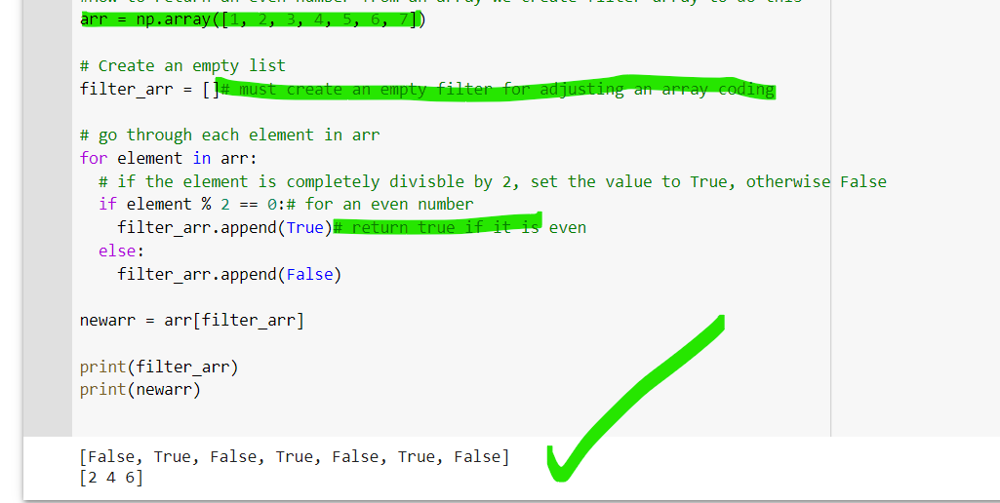 #how to return an even number from an array we create filter array to do this
arr = np.array([1, 2, 3, 4, 5, 6, 7])
# Create an empty list
filter_arr = []# must create an empty filter for adjusting an array coding
# go through each element in arr
for element in arr:
# if the element is completely divisble by 2, set the value to True, otherwise False
if element % 2 == 0:# for an even number
filter_arr.append(True)# return true if it is even
else:
filter_arr.append(False)
newarr = arr[filter_arr]
print(filter_arr)
print(newarr)
[False, True, False, True, False, True, False]
[2 4 6]